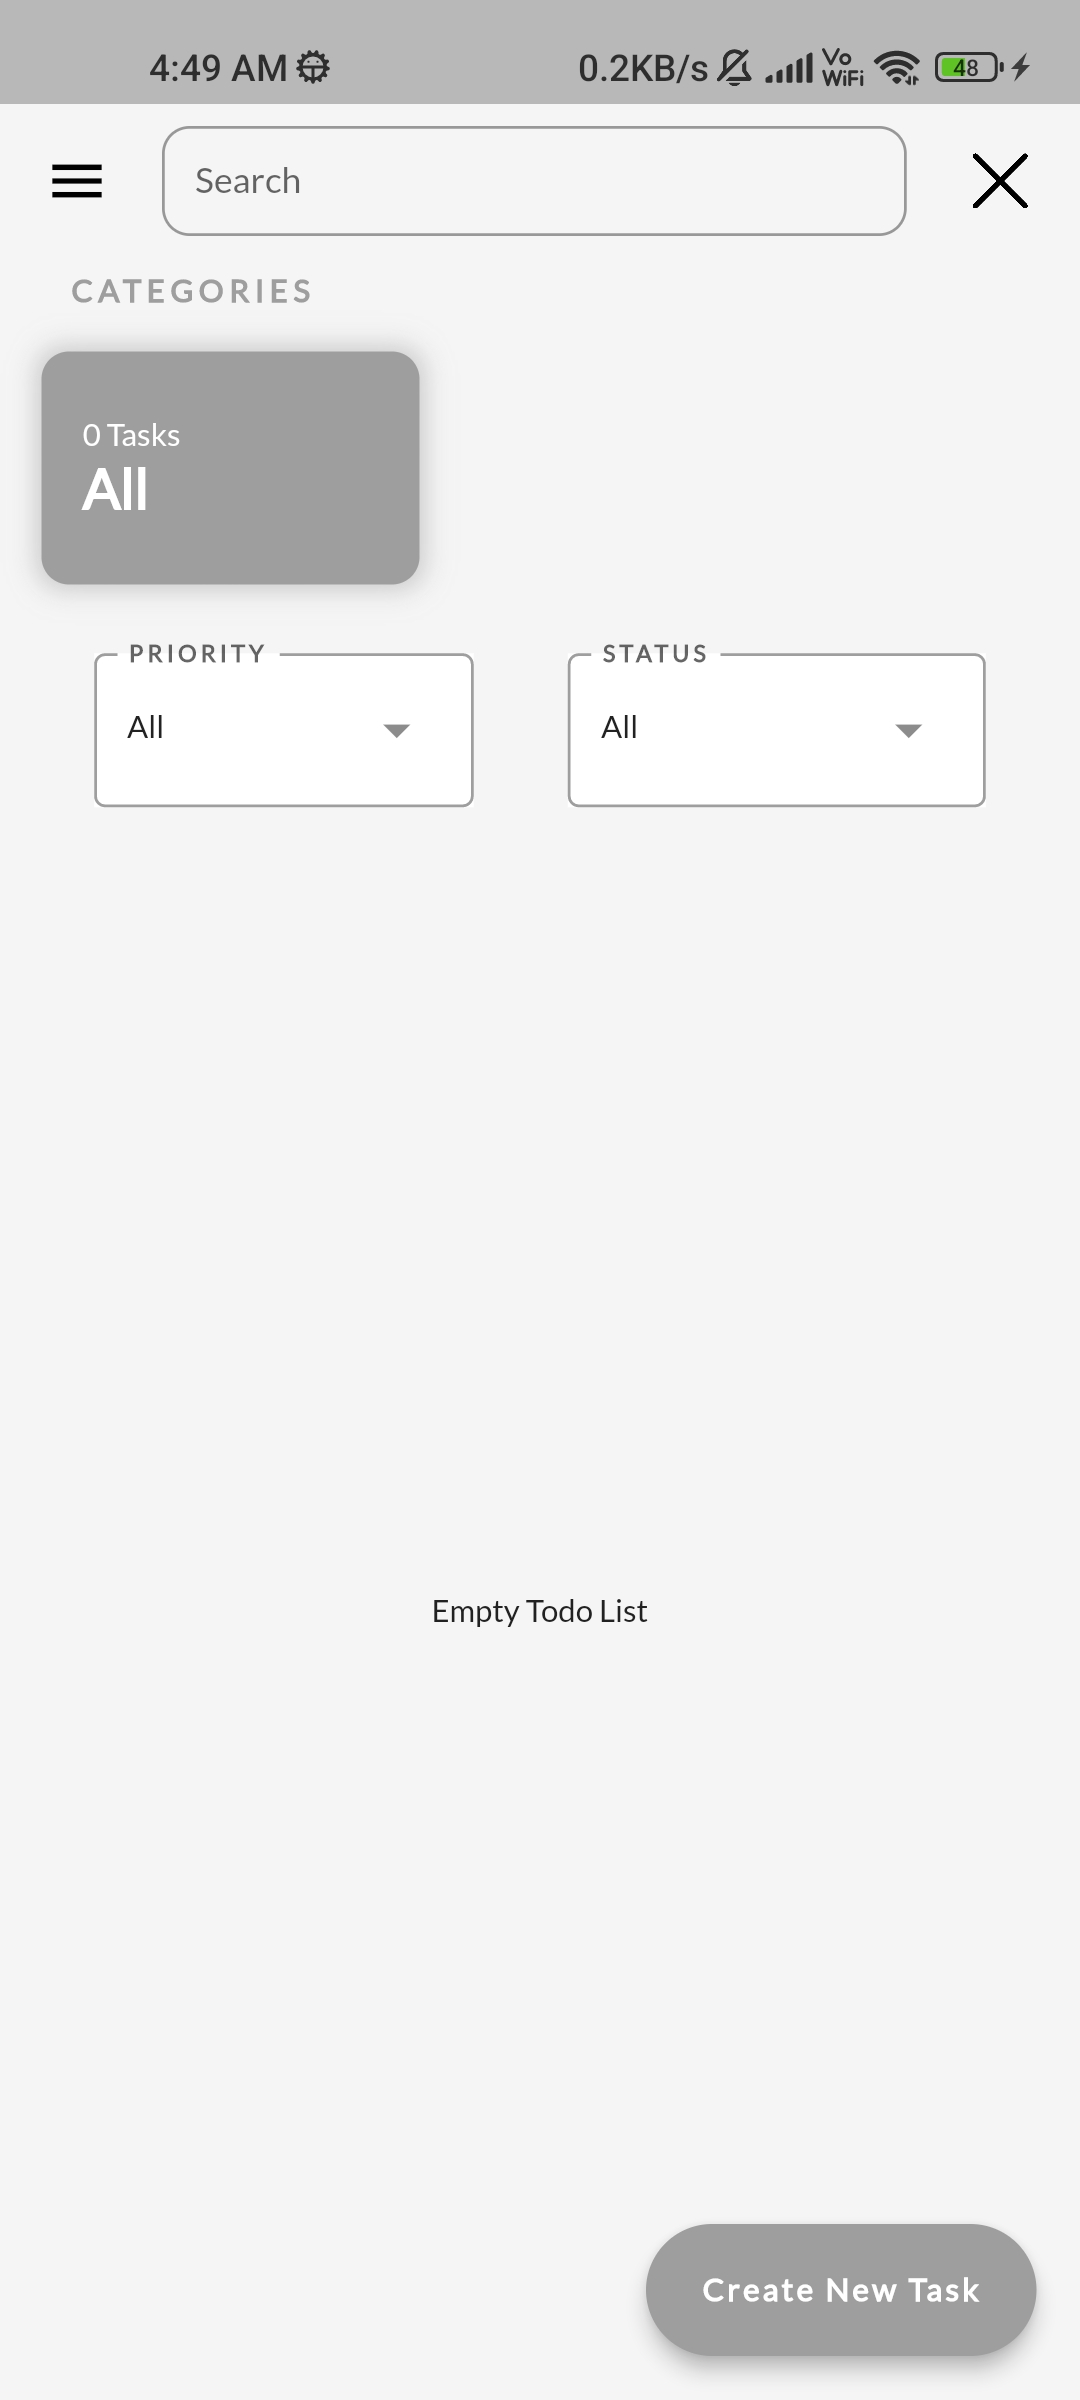 4:49 AM 0.2KB/s Vo WiFi 48
Search
CATEGORIES
0 Tasks
All
PRIORITY STATUS
All All
Empty Todo List
Create New Task